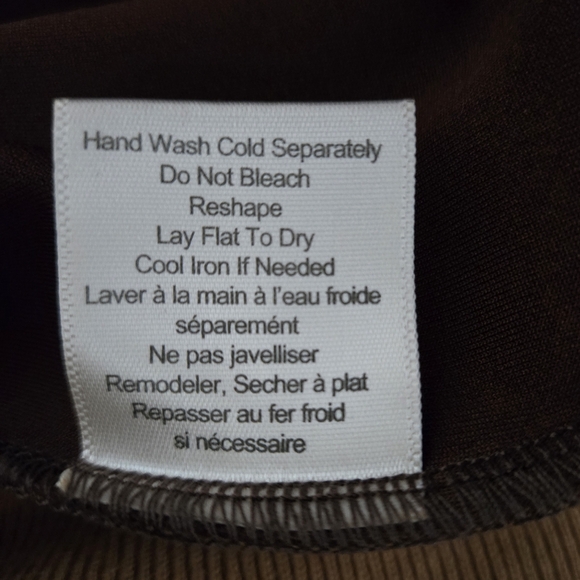 Hand Wash Cold Separately
Do Not Bleach
Reshape
Lay Flat To Dry
Cool Iron If Needed
Laver à la main à l'eau froide
séparemént
Ne pas javelliser
Remodeler, Secher à plat
Repasser au fer froid
si nécessaire